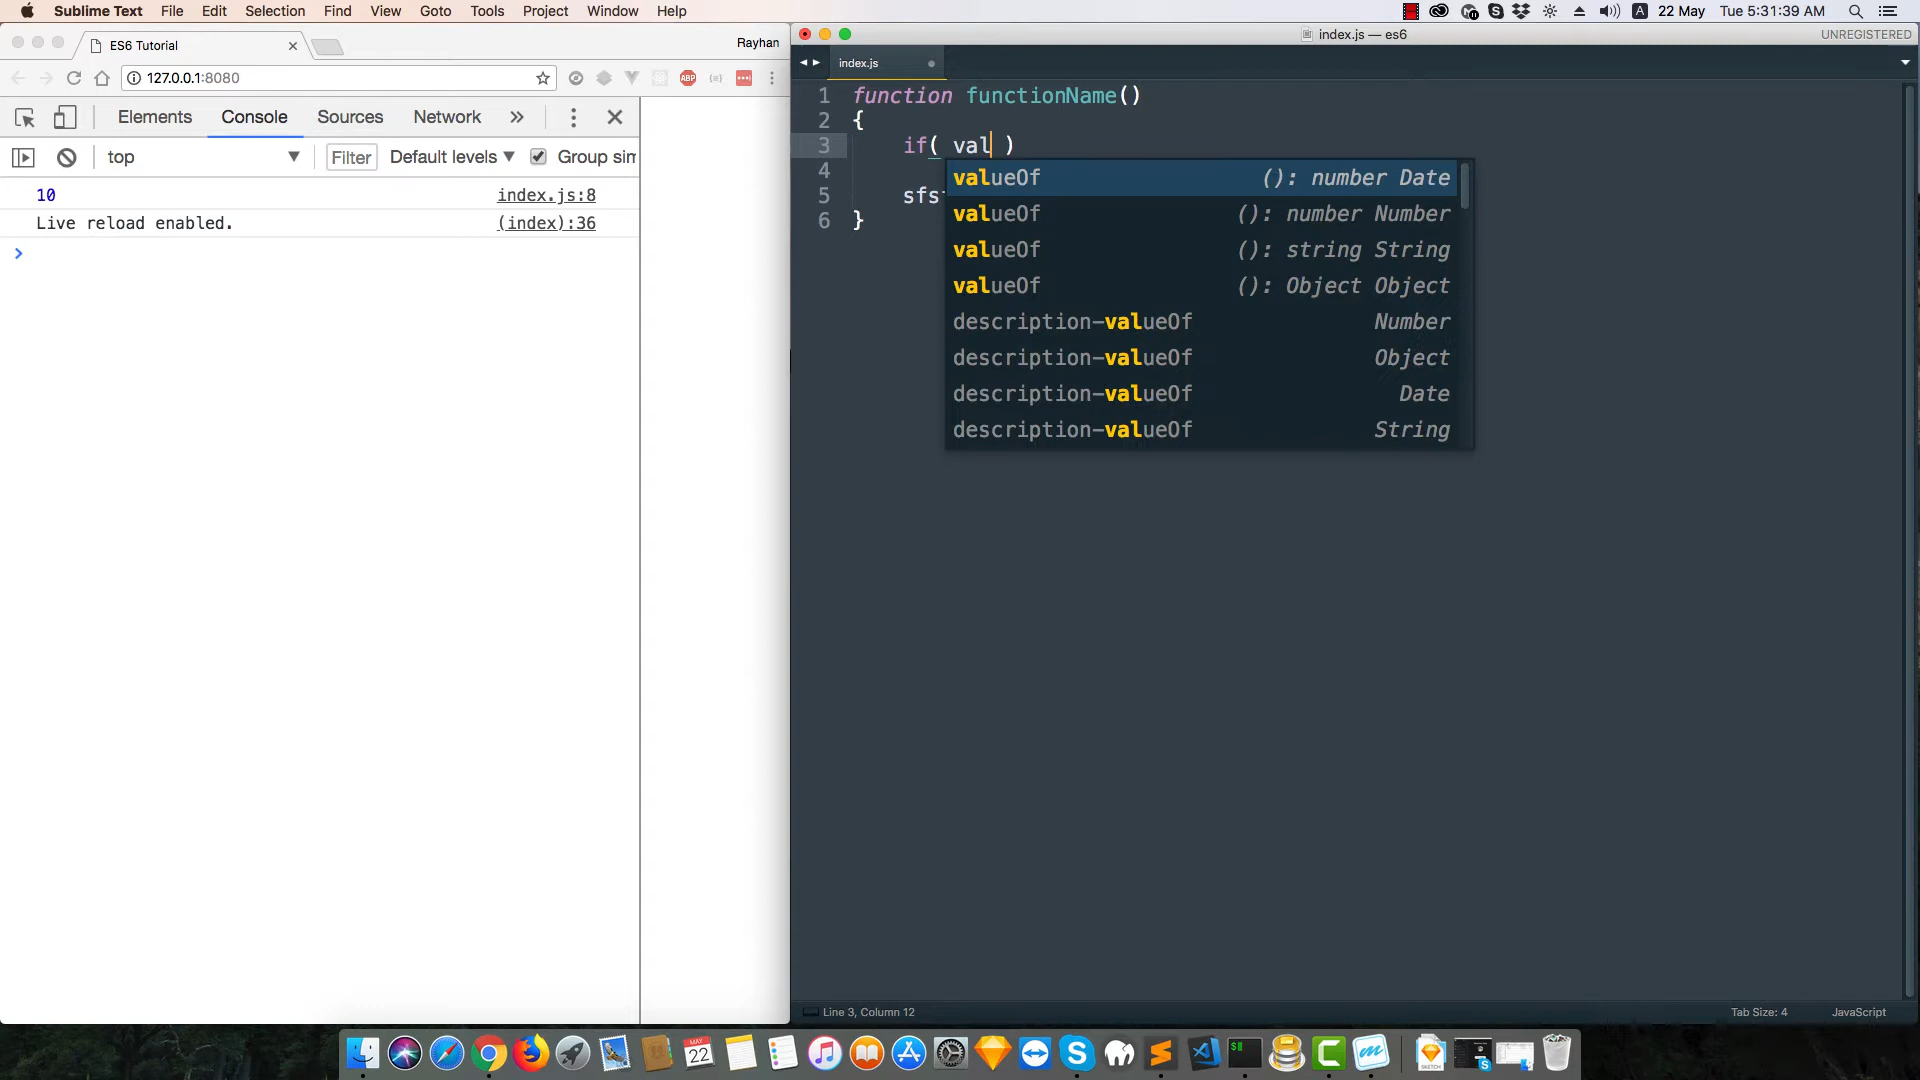 Sublime Text File Edit Selection Find View Goto Tools Project Window Help
22 May Tue 5:31:39 AM
ES6 Tutorial
Rayhan
127.0.0.1:8080
ABP
Elements Console Sources Network »
top Filter Default levels Group sim
10 index.js:8
Live reload enabled. (index):36
>
index.js — es6
UNREGISTERED
index.js
1 function functionName()
2 {
3 if( val )
4
5 sfs
6 }
valueOf (): number Date
valueOf (): number Number
valueOf (): string String
valueOf (): Object Object
description-valueOf Number
description-valueOf Object
description-valueOf Date
description-valueOf String
Line 3, Column 12
Tab Size: 4
JavaScript
MAY
22